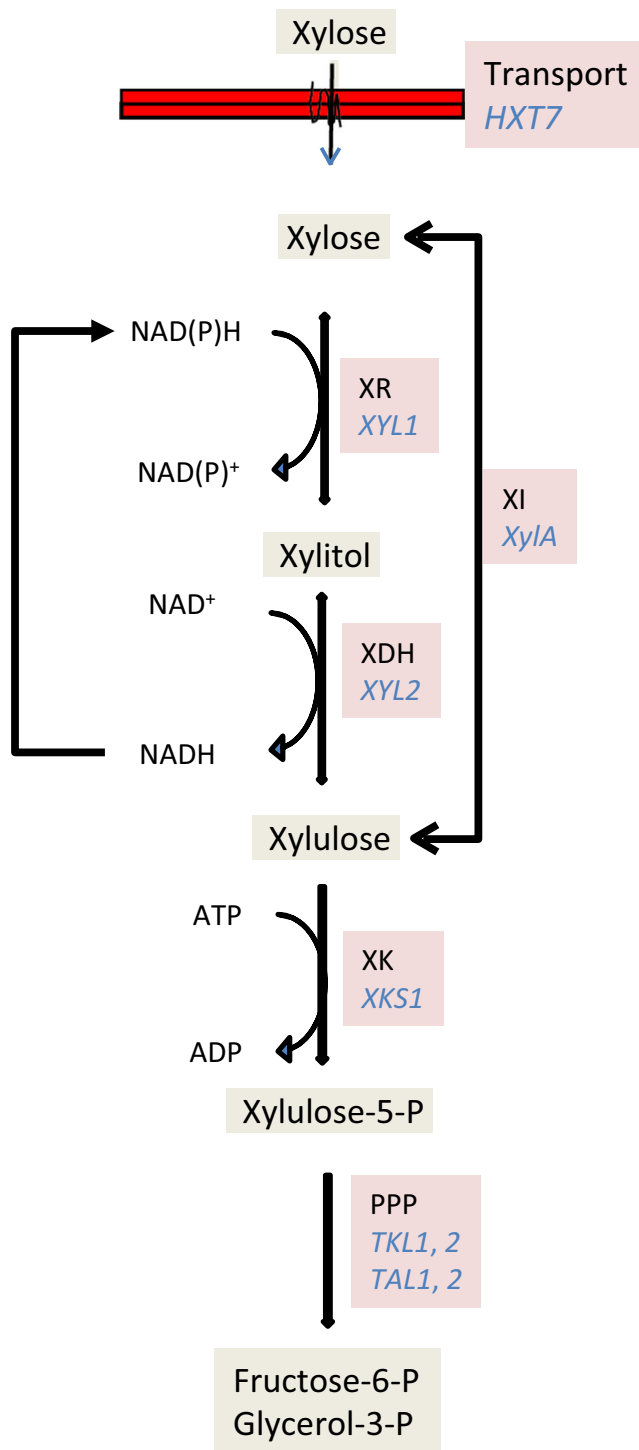 Xylose
Transport
HXT7
Xylose
NAD(P)H
XR
XYL1
NAD(P)⁺
XI
XylA
Xylitol
NAD⁺
XDH
XYL2
NADH
Xylulose
ATP
XK
XKS1
ADP
Xylulose-5-P
PPP
TKL1, 2
TAL1, 2
Fructose-6-P
Glycerol-3-P